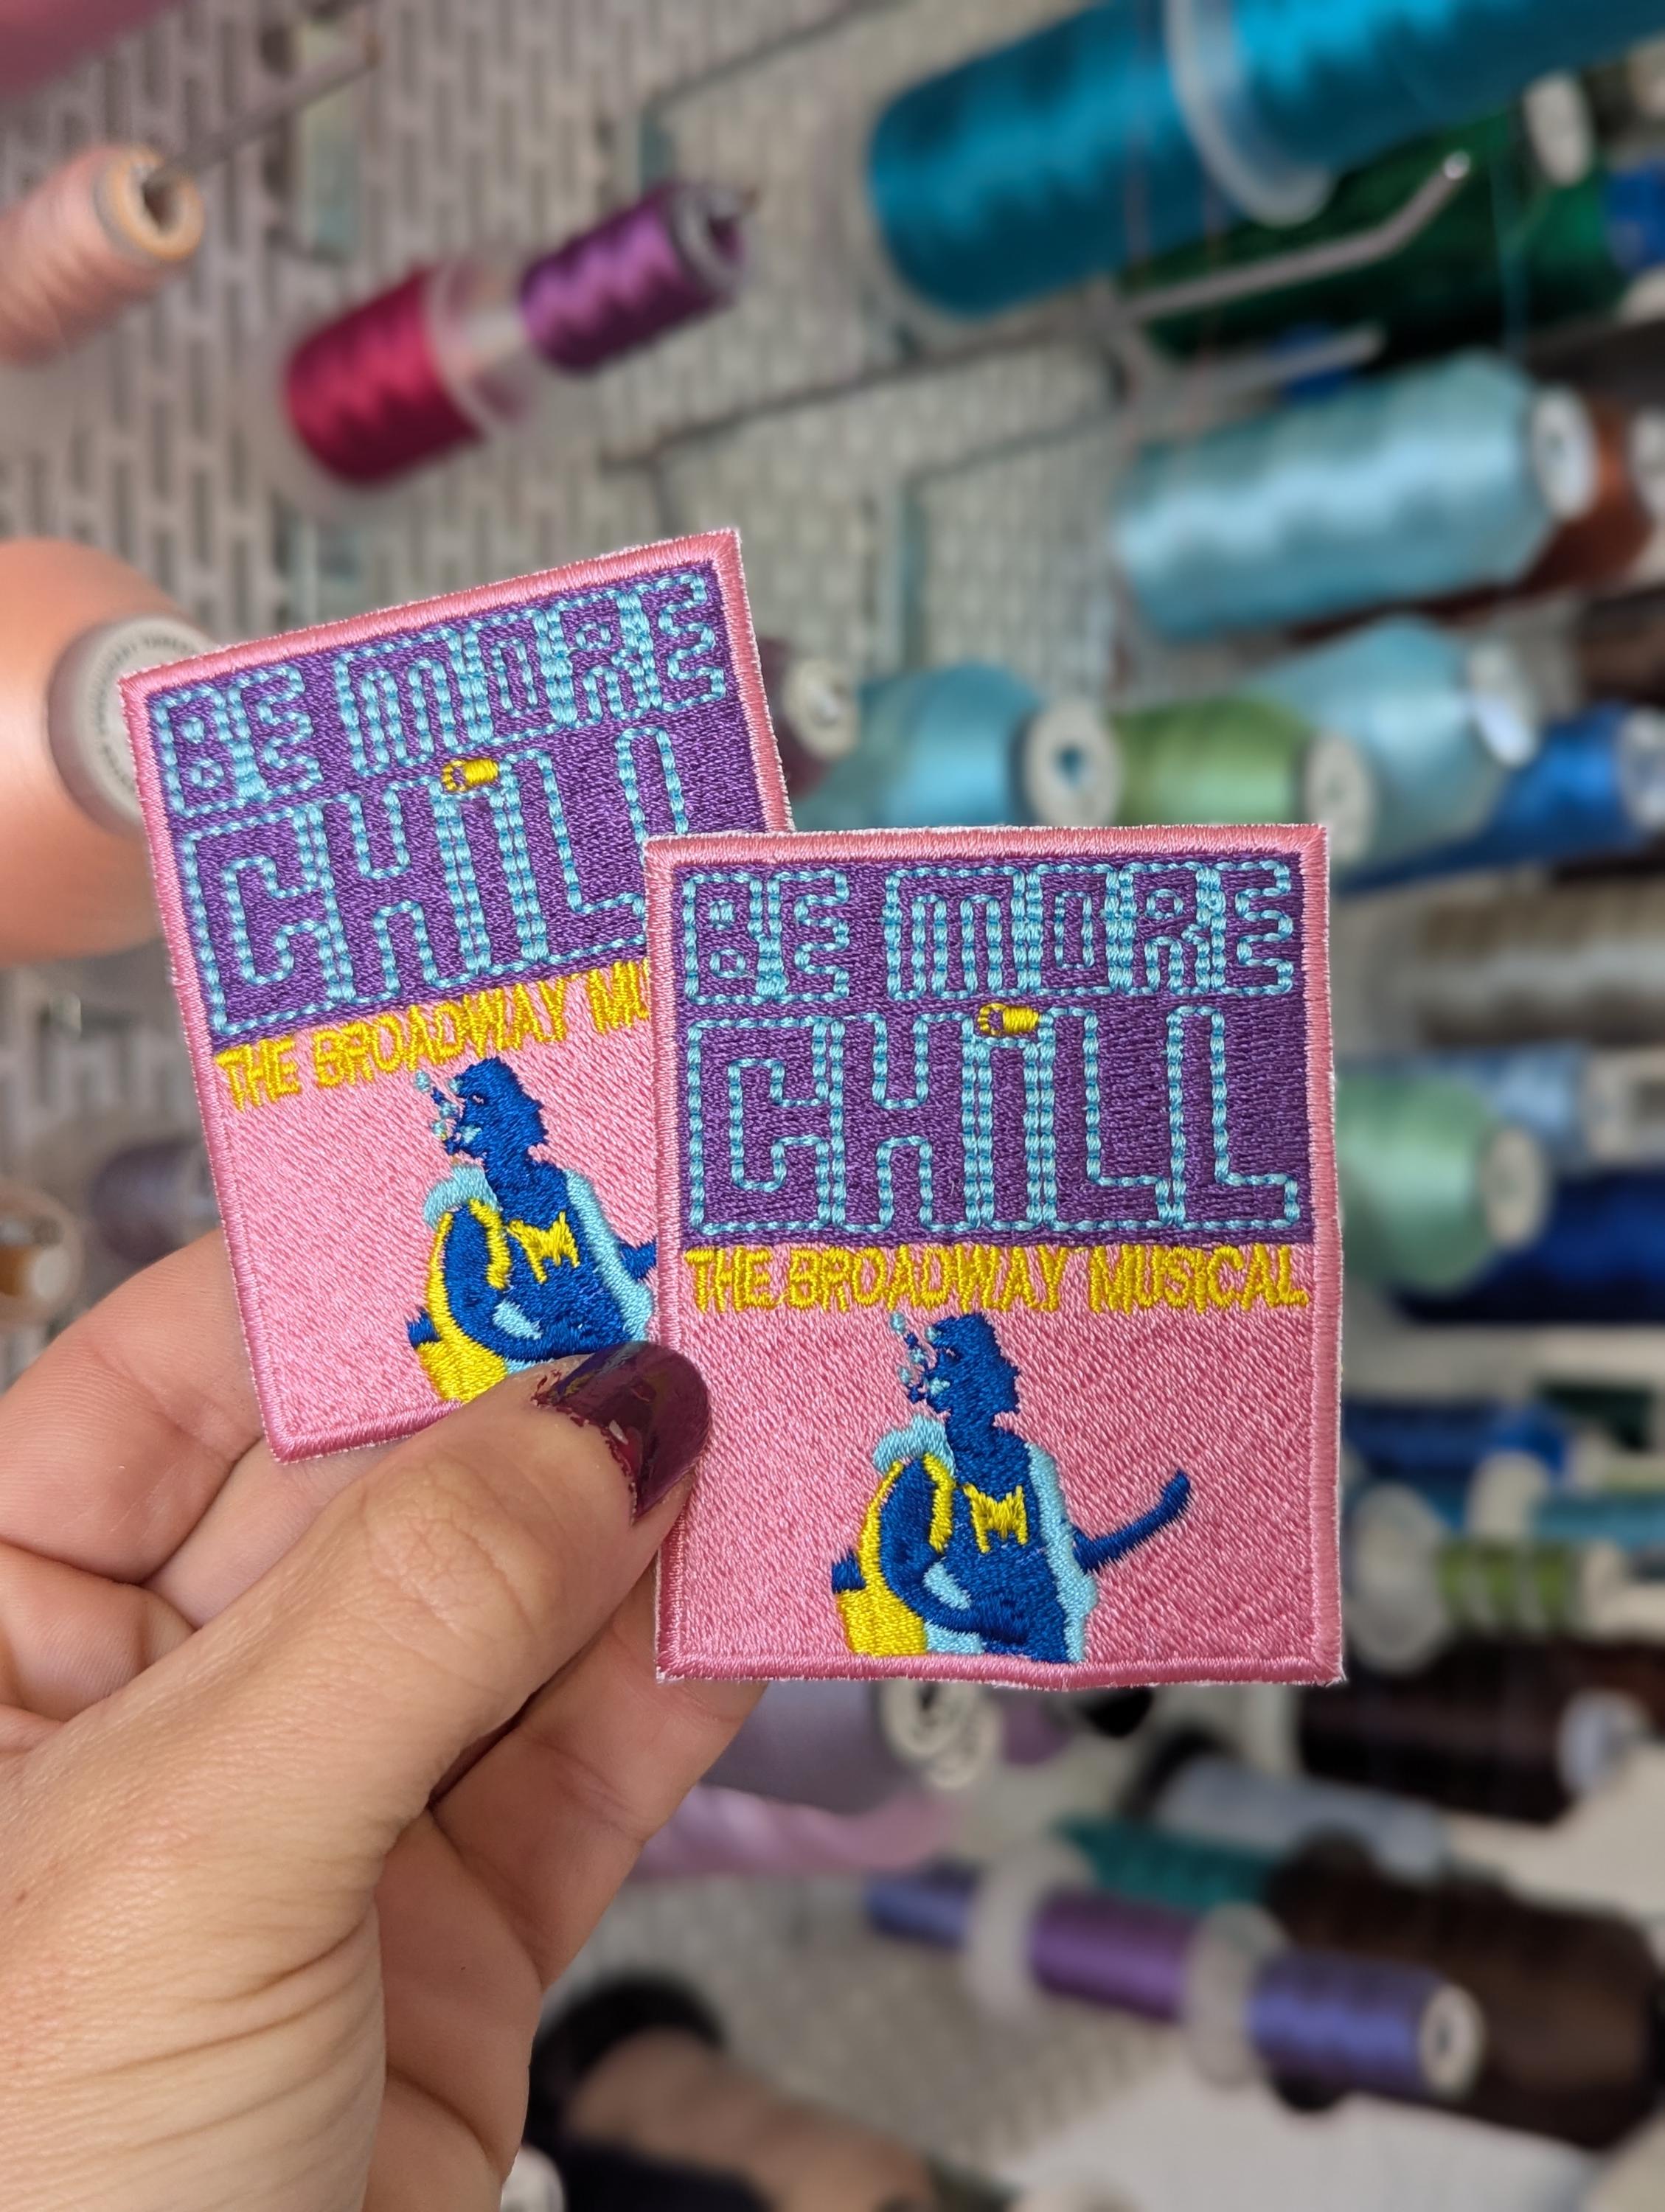 BE MORE
CHiLL
THE BROADWAY MU
M
BE MORE
CHiLL
THE BROADWAY MUSICAL
M